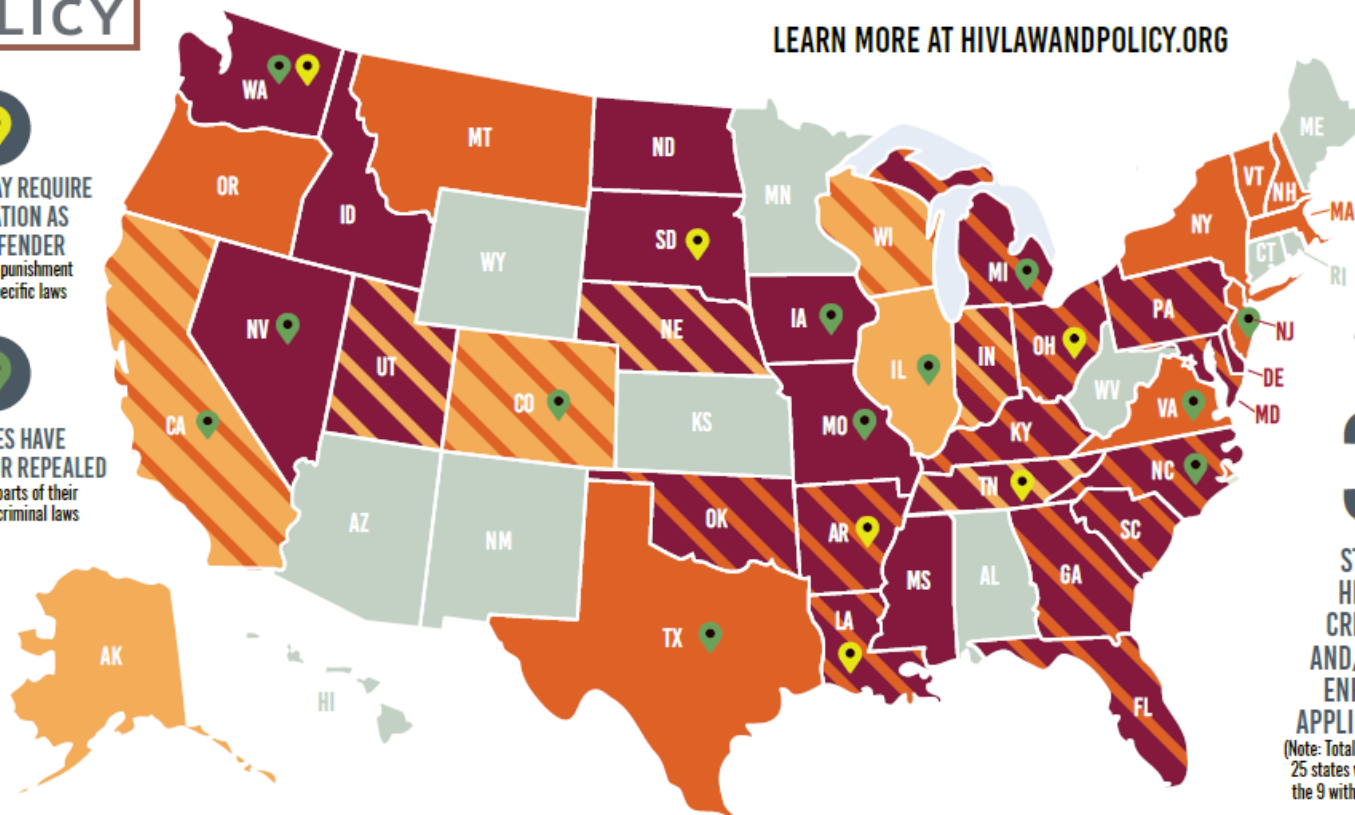 LICY
LEARN MORE AT HIVLAWANDPOLICY.ORG
AY REQUIRE
ATION AS
FENDER
punishment
ecific laws
ES HAVE
R REPEALED
parts of their
criminal laws
WA
OR
CA
NV
ID
MT
WY
UT
CO
AZ
NM
ND
SD
NE
KS
OK
TX
MN
IA
MO
AR
LA
WI
IL
MI
IN
OH
KY
TN
MS
AL
GA
FL
SC
NC
VA
WV
PA
NY
VT
NH
ME
MA
CT
RI
NJ
DE
MD
AK
HI
ST
HI
CRI
AND/
ENI
APPLI
(Note: Total
25 states
the 9 with